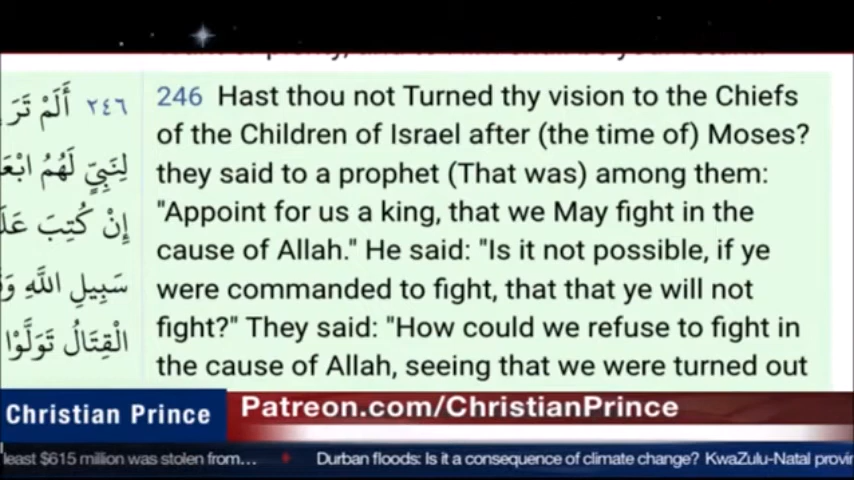 246 Hast thou not Turned thy vision to the Chiefs
of the Children of Israel after (the time of) Moses?
they said to a prophet (That was) among them:
"Appoint for us a king, that we May fight in the
cause of Allah." He said: "Is it not possible, if ye
were commanded to fight, that that ye will not
fight?" They said: "How could we refuse to fight in
the cause of Allah, seeing that we were turned out
٢٤٦ أَلَمْ تَرَ
لِنَبِيٍّ لَهُمُ
إِنْ كُتِبَ
سَبِيلِ اللَّهِ
الْقِتَالُ تَوَلَّوْا
Christian Prince
Patreon.com/ChristianPrince
least $615 million was stolen from... Durban floods: Is it a consequence of climate change? KwaZulu-Natal